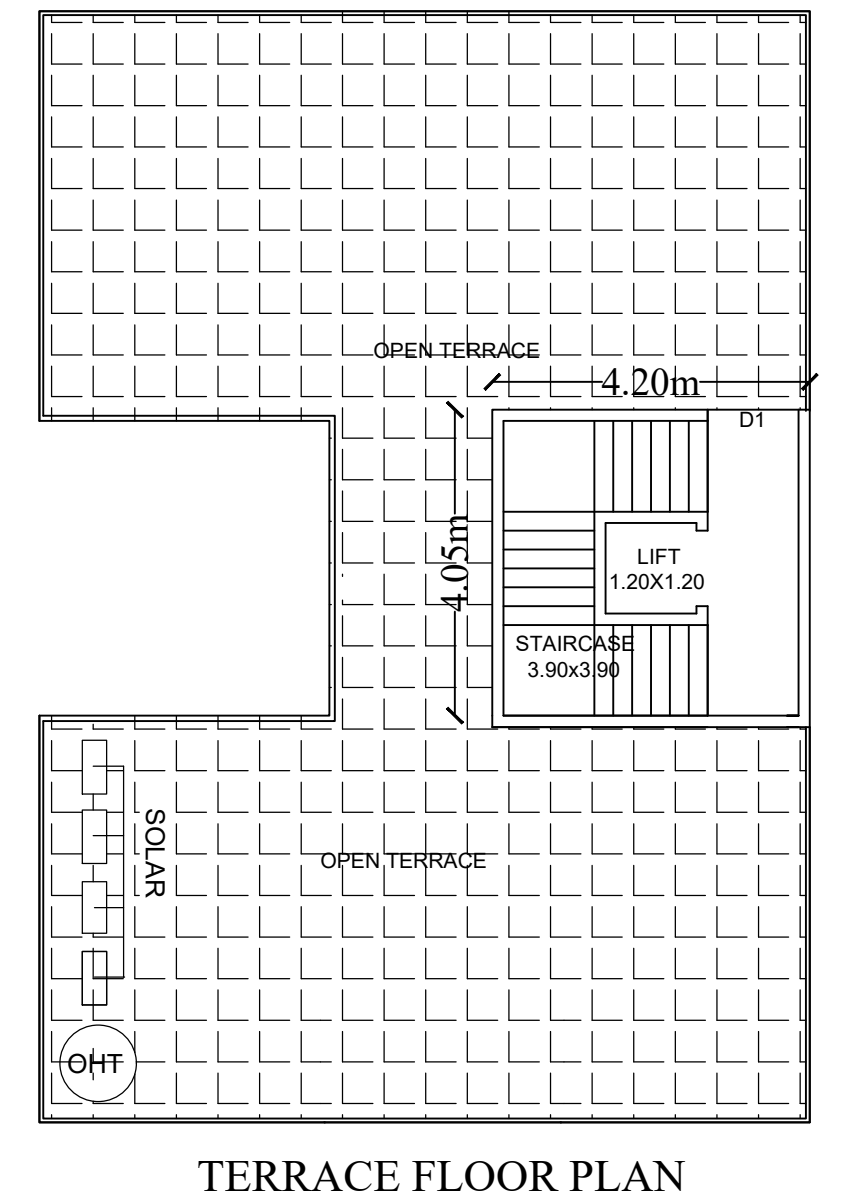 OPEN TERRACE
4.20m
D1
4.05m
LIFT
1.20X1.20
STAIRCASE
3.90x3.90
SOLAR
OPEN TERRACE
OHT
TERRACE FLOOR PLAN